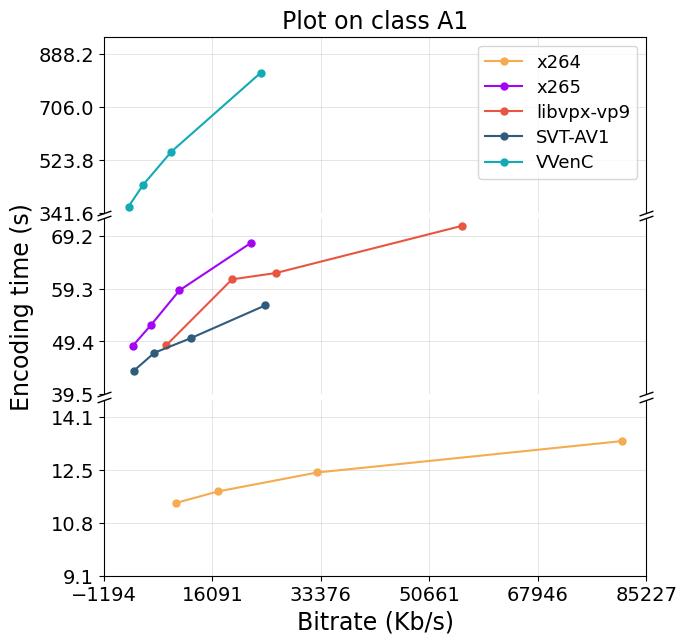 Plot on class A1
888.2
706.0
523.8
341.6
69.2
59.3
49.4
39.5
14.1
12.5
10.8
9.1
Encoding time (s)
x264
x265
libvpx-vp9
SVT-AV1
VVenC
−1194 16091 33376 50661 67946 85227
Bitrate (Kb/s)